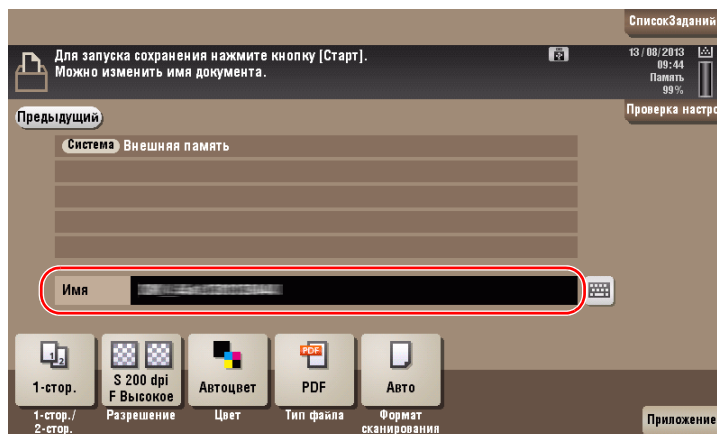 СписокЗаданий
Для запуска сохранения нажмите кнопку [Старт].
Можно изменить имя документа.
13/08/2013
09:44
Память
99%
Предыдущий
Проверка настро
Система Внешняя память
Имя
1 2
1-стор.
S 200 dpi
F Высокое
Автоцвет
PDF
PDF
Авто
1-стор./
2-стор.
Разрешение
Цвет
Тип файла
Формат
сканирования
Приложение